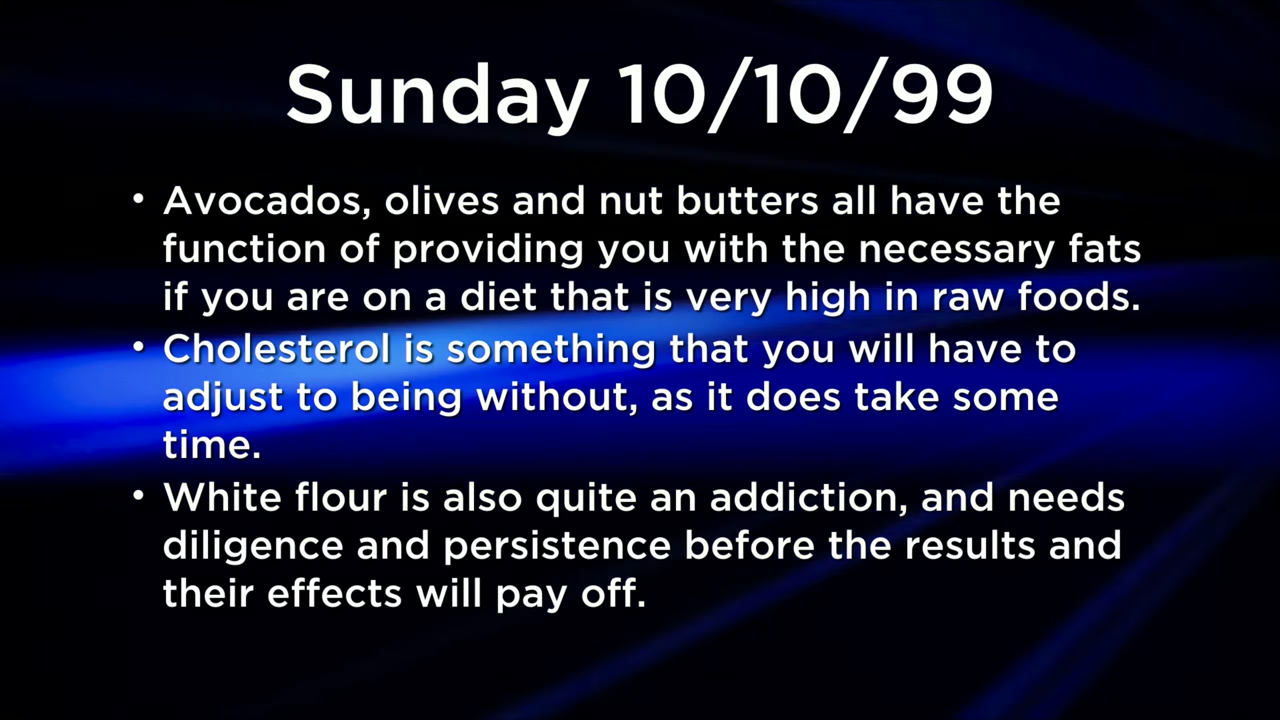 Sunday 10/10/99
• Avocados, olives and nut butters all have the
function of providing you with the necessary fats
if you are on a diet that is very high in raw foods.
• Cholesterol is something that you will have to
adjust to being without, as it does take some
time.
• White flour is also quite an addiction, and needs
diligence and persistence before the results and
their effects will pay off.